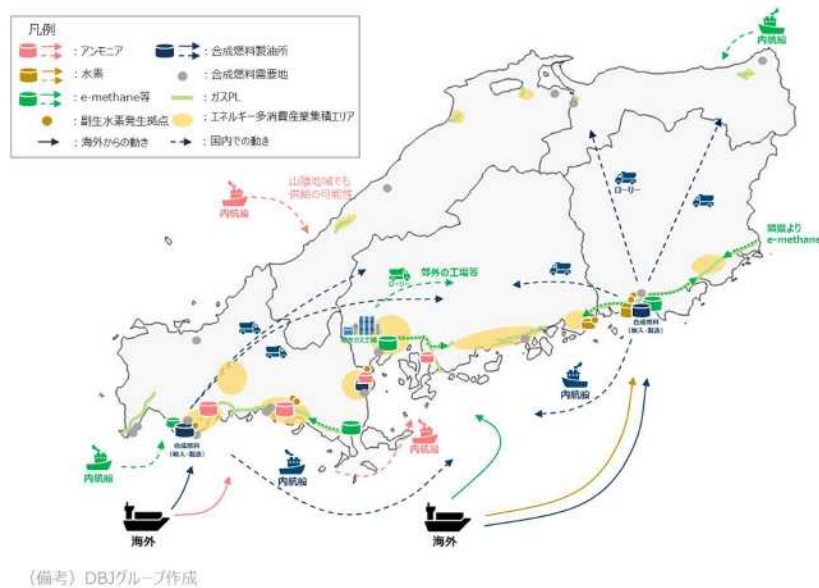 凡例
: アンモニア
: 合成燃料製油所
: 水素
: 合成燃料需要地
: e-methane等
: ガスPL
: 副生水素発生拠点
: エネルギー多消費産業集積エリア
: 海外からの動き
: 国内での動き
内航船
山陰地域でも
供給の可能性
内航船
ローリー
隣県より
e-methane
郊外の工場等
ローリー
合成燃料
(輸入・製造)
内航船
合成燃料
(輸入・製造)
内航船
内航船
内航船
海外
海外
(備考) DBJグループ作成